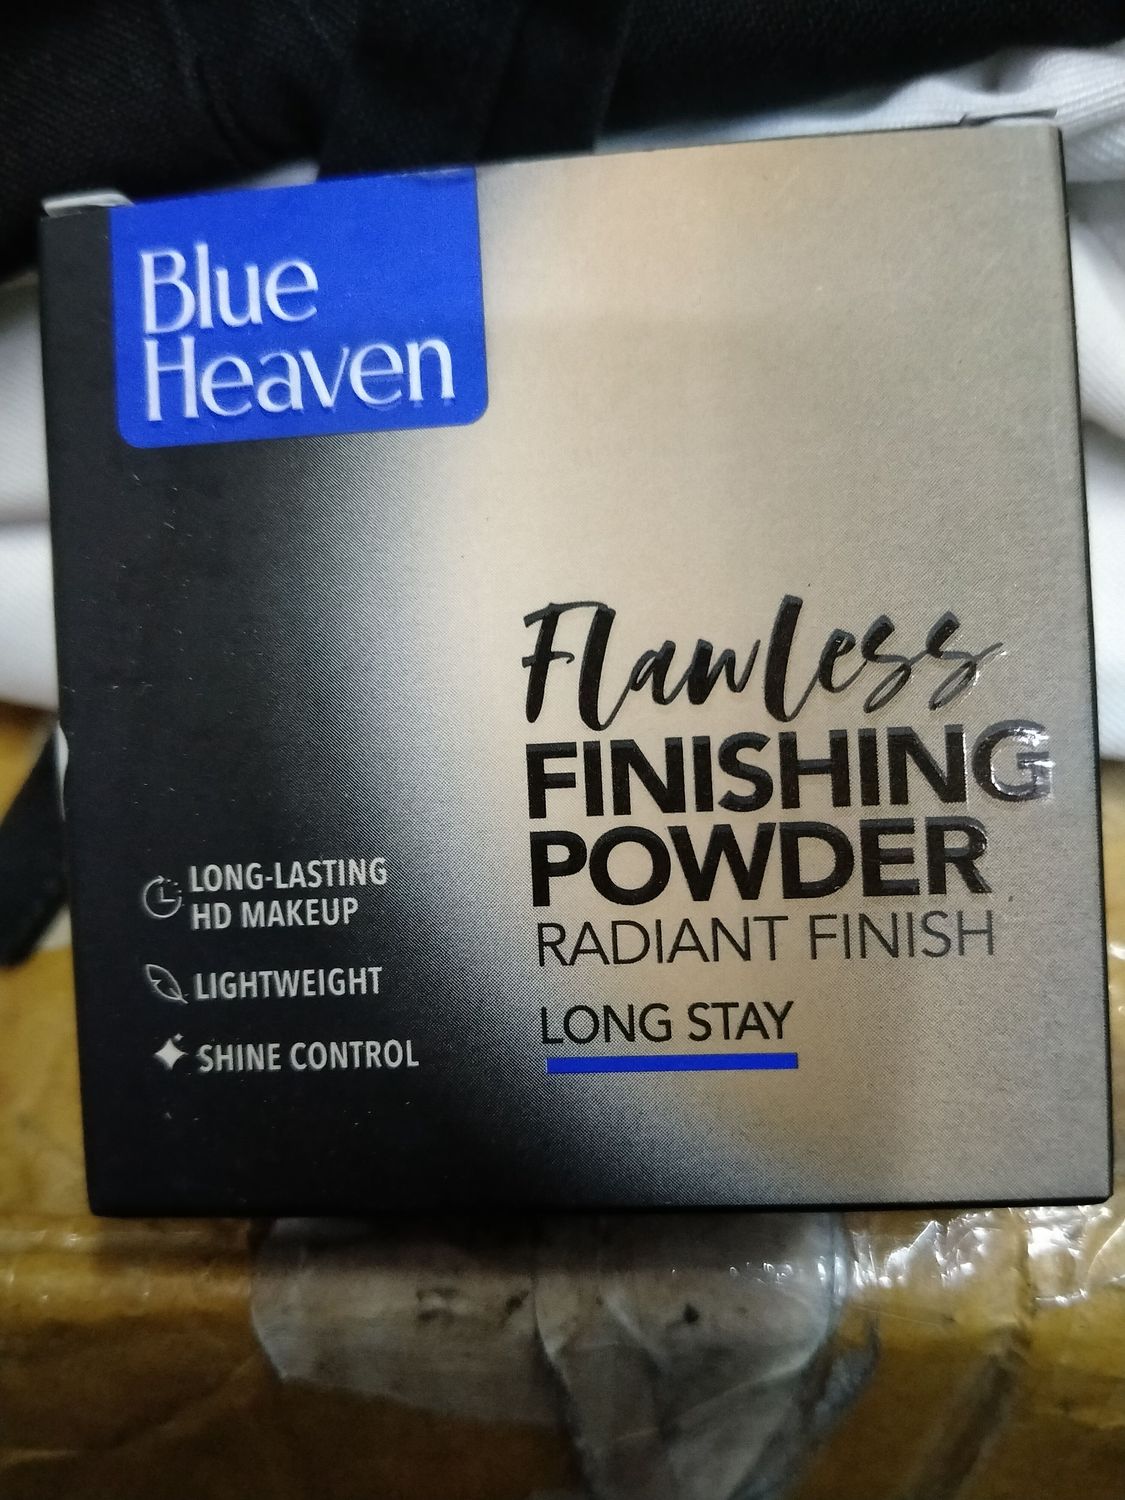 Blue
Heaven
Flawless
FINISHING
POWDER
RADIANT FINISH
LONG STAY
LONG-LASTING
HD MAKEUP
LIGHTWEIGHT
SHINE CONTROL